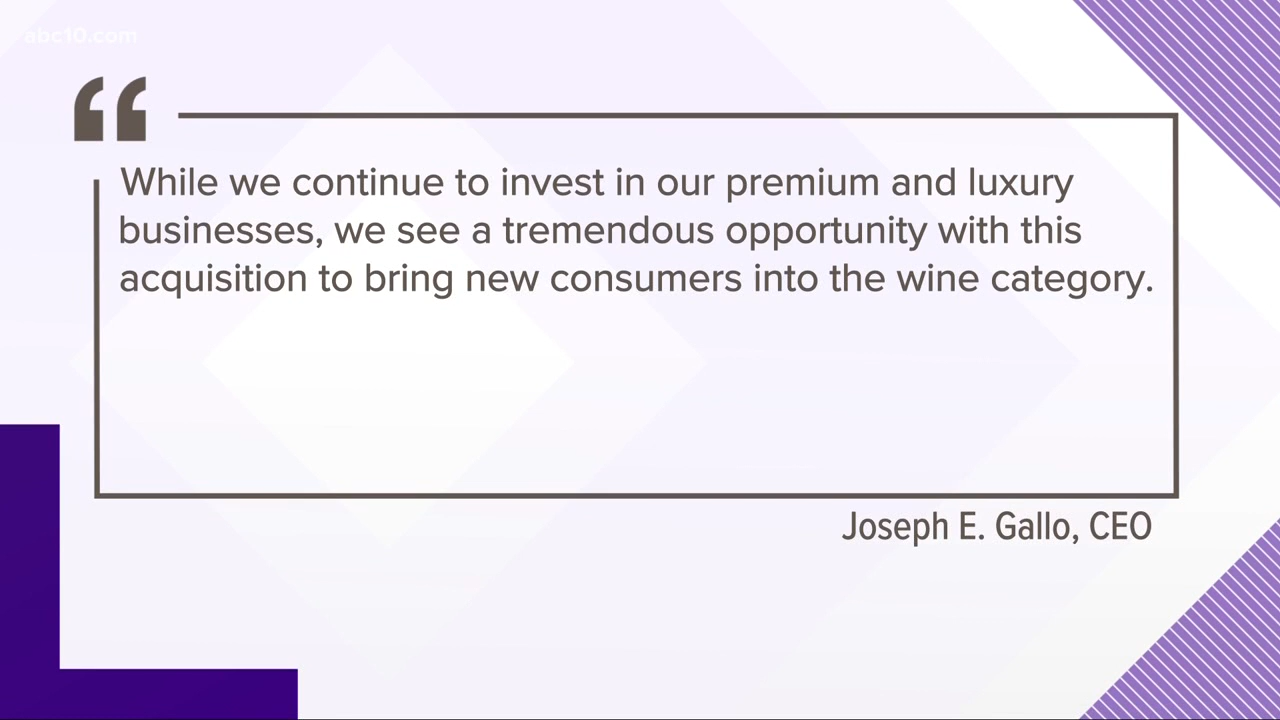 abc10.com
“
While we continue to invest in our premium and luxury
businesses, we see a tremendous opportunity with this
acquisition to bring new consumers into the wine category.
Joseph E. Gallo, CEO